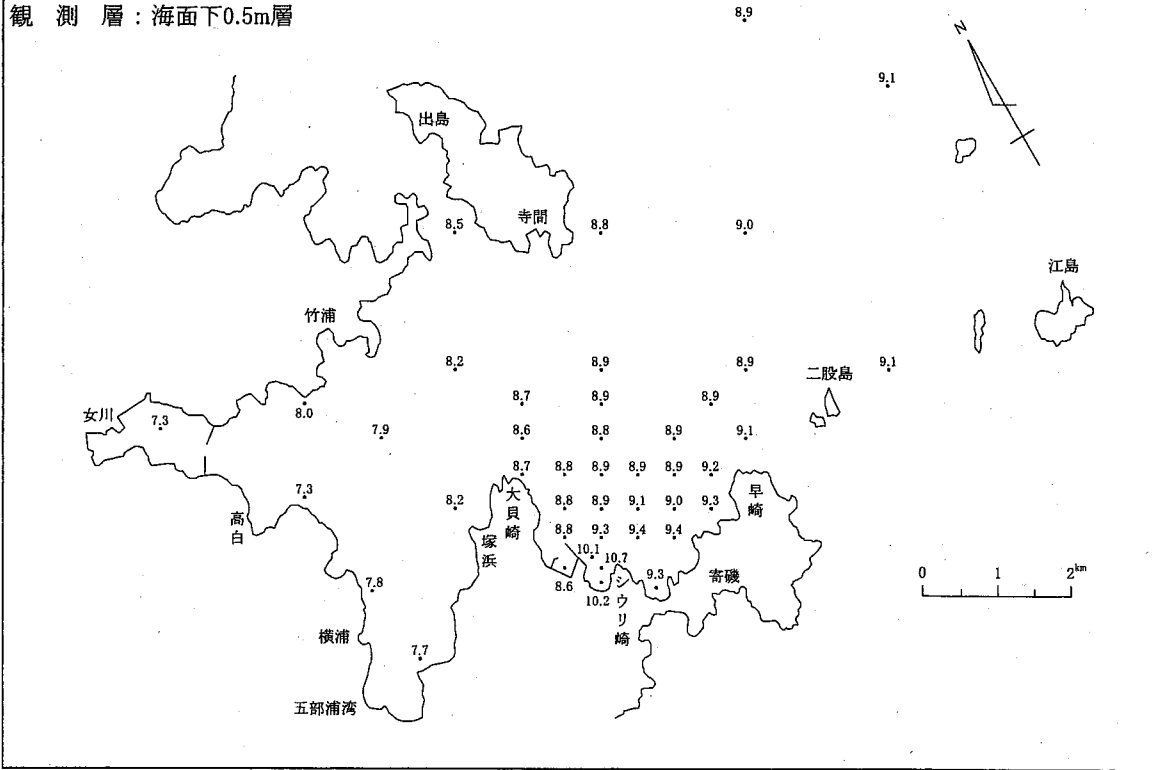 観 測 層：海面下0.5m層
8.9
N
9.1
出島
寺間
8.5
8.8
9.0
江島
竹浦
8.2
8.9
8.9
9.1
二股島
8.7
8.9
8.9
女川
7.3
8.0
7.9
8.6
8.8
8.9
9.1
8.7
8.8
8.9
8.9
8.9
9.2
7.3
8.2
大貝崎
8.8
8.9
9.1
9.0
9.3
早崎
高白
塚浜
8.8
9.3
9.4
9.4
10.1
10.7
8.6
10.2
シウリ崎
9.3
寄磯
0 1 2km
7.8
横浦
7.7
五部浦湾